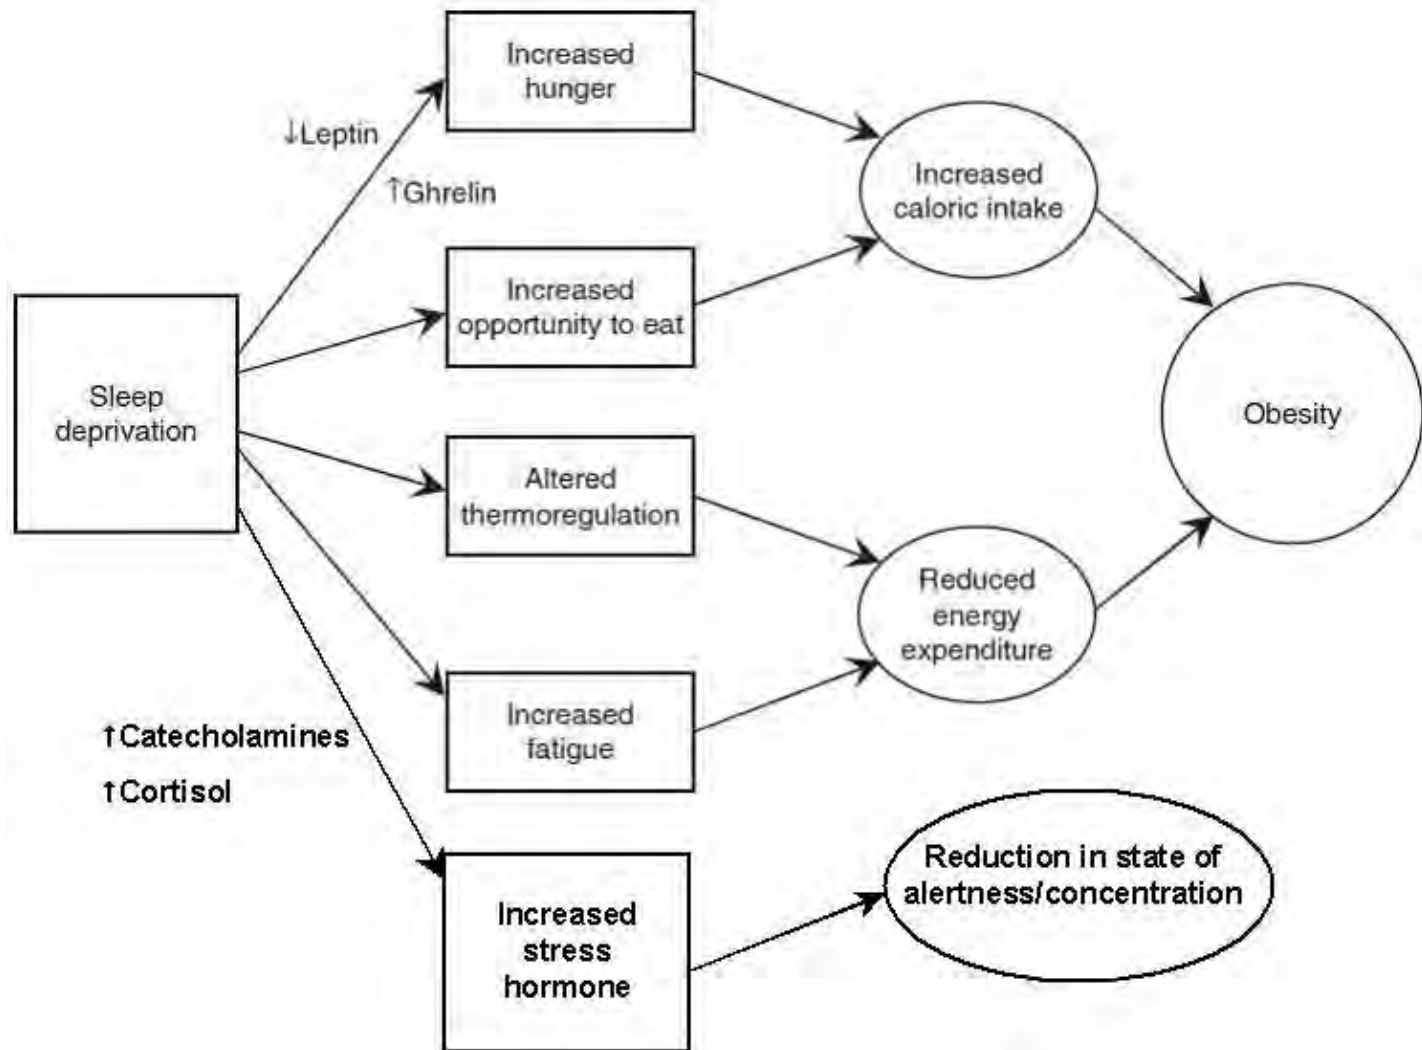 Increased
hunger
↓Leptin
↑Ghrelin
Increased
caloric intake
Increased
opportunity to eat
Sleep
deprivation
Obesity
Altered
thermoregulation
Reduced
energy
expenditure
Increased
fatigue
↑Catecholamines
↑Cortisol
Reduction in state of
alertness/concentration
Increased
stress
hormone